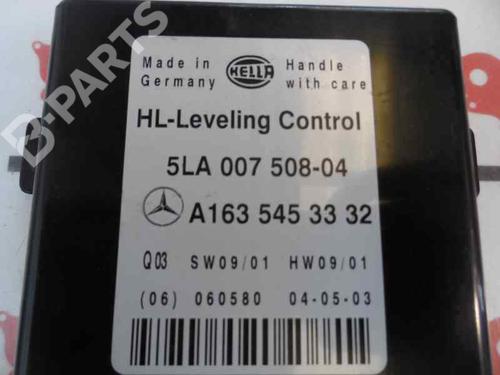 B-PARTS
Made in Germany
HELLA
Handle with care
HL-Leveling Control
5LA 007 508-04
A163 545 33 32
Q03 SW09/01 HW09/01
(06) 060580 04-05-03